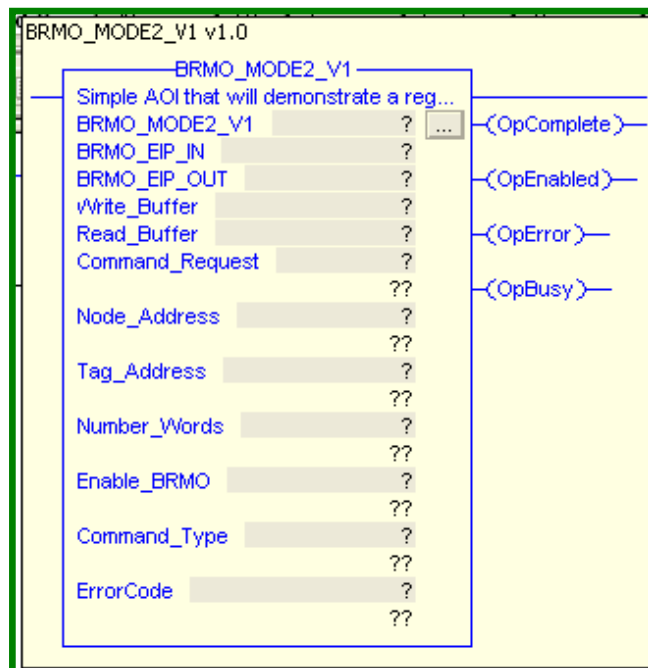 BRMO_MODE2_V1 v1.0
BRMO_MODE2_V1
Simple AOI that will demonstrate a reg...
BRMO_MODE2_V1 ? ... (OpComplete)
BRMO_EIP_IN ?
BRMO_EIP_OUT ? (OpEnabled)
Write_Buffer ?
Read_Buffer ? (OpError)
Command_Request ?
?? (OpBusy)
Node_Address ?
??
Tag_Address ?
??
Number_Words ?
??
Enable_BRMO ?
??
Command_Type ?
??
ErrorCode ?
??